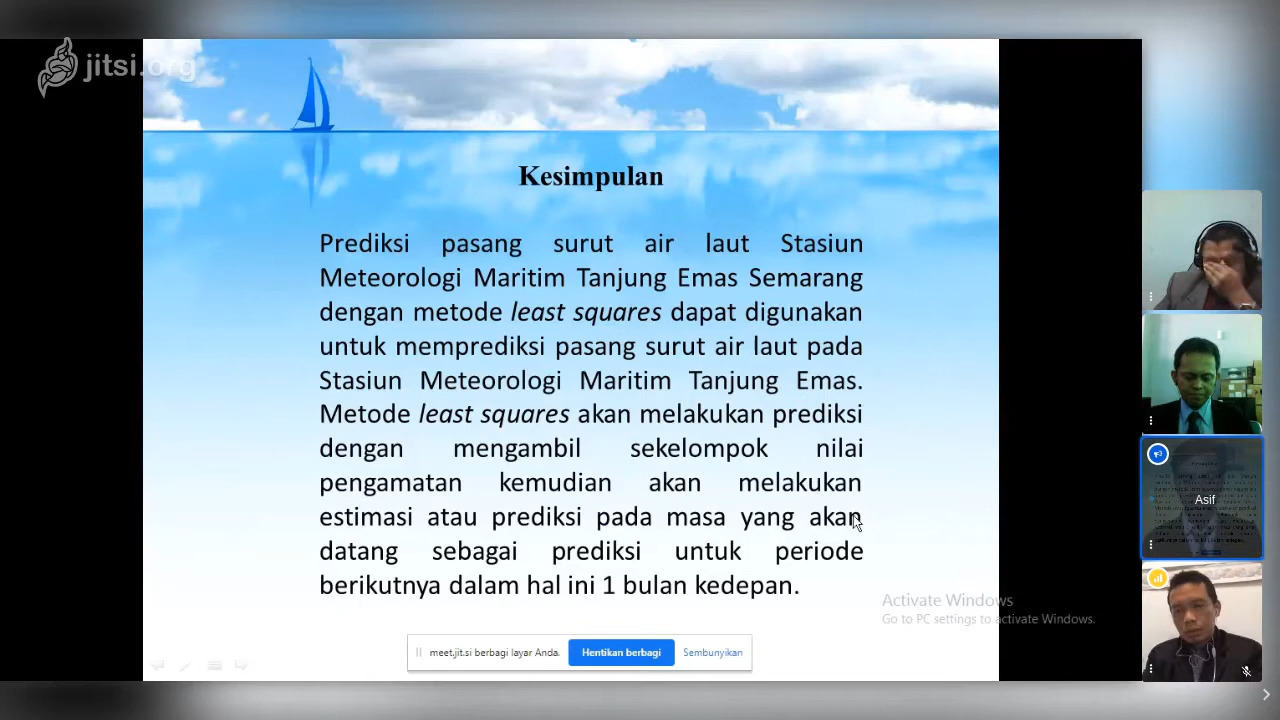 jitsi.org
Kesimpulan
Prediksi pasang surut air laut Stasiun
Meteorologi Maritim Tanjung Emas Semarang
dengan metode least squares dapat digunakan
untuk memprediksi pasang surut air laut pada
Stasiun Meteorologi Maritim Tanjung Emas.
Metode least squares akan melakukan prediksi
dengan mengambil sekelompok nilai
pengamatan kemudian akan melakukan
estimasi atau prediksi pada masa yang akan
datang sebagai prediksi untuk periode
berikutnya dalam hal ini 1 bulan kedepan.
Activate Windows
Go to PC settings to activate Windows.
meet.jit.si berbagi layar Anda.
Hentikan berbagi
Sembunyikan
Asif